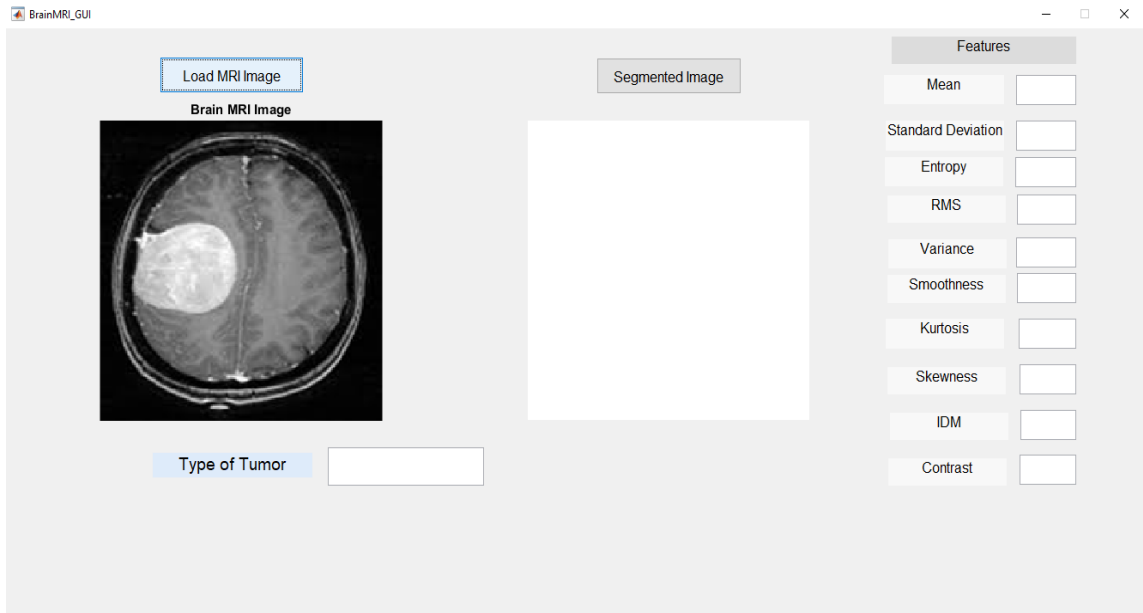 BrainMRI_GUI
Load MRI Image
Brain MRI Image
Segmented Image
Type of Tumor
Features
Mean
Standard Deviation
Entropy
RMS
Variance
Smoothness
Kurtosis
Skewness
IDM
Contrast